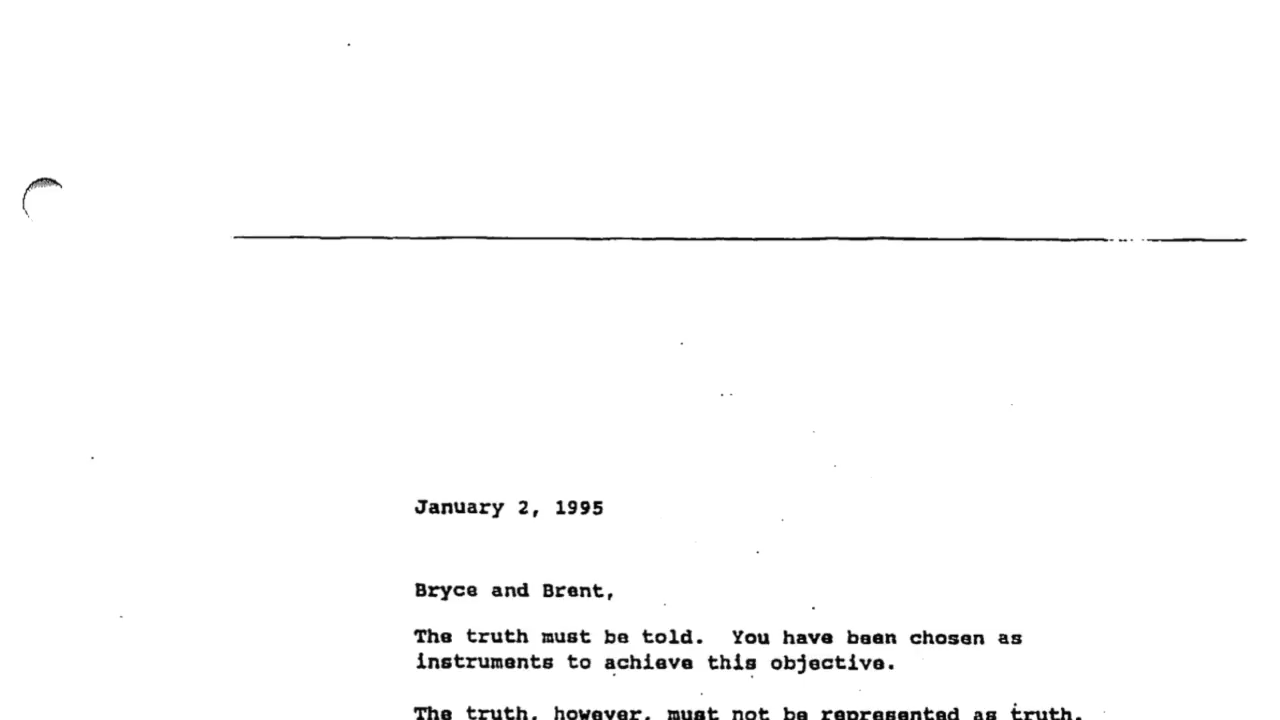 January 2, 1995
Bryce and Brent,
The truth must be told.  You have been chosen as
instruments to achieve this objective.
The truth, however, must not be represented as truth.